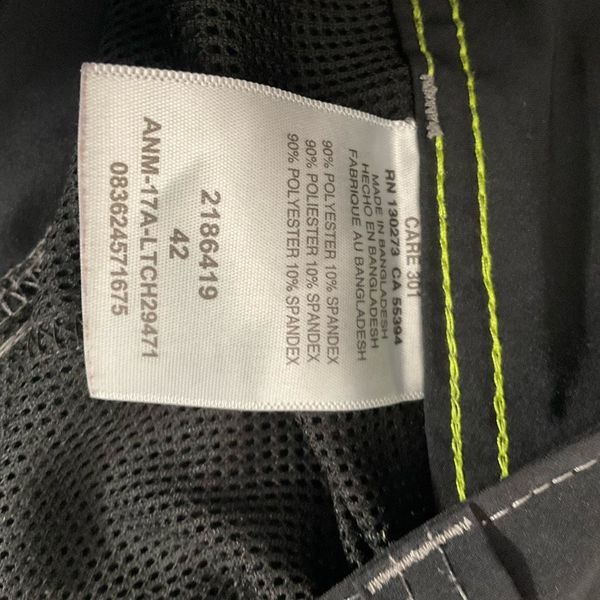 CARE 301
RN 130273 CA 55394
MADE IN BANGLADESH
HECHO EN BANGLADESH
FABRIQUE AU BANGLADESH
90% POLYESTER 10% SPANDEX
90% POLIESTER 10% SPANDEX
90% POLYESTER 10% SPANDEX
2186419
42
ANM-17A-LTCH29471
083624571675